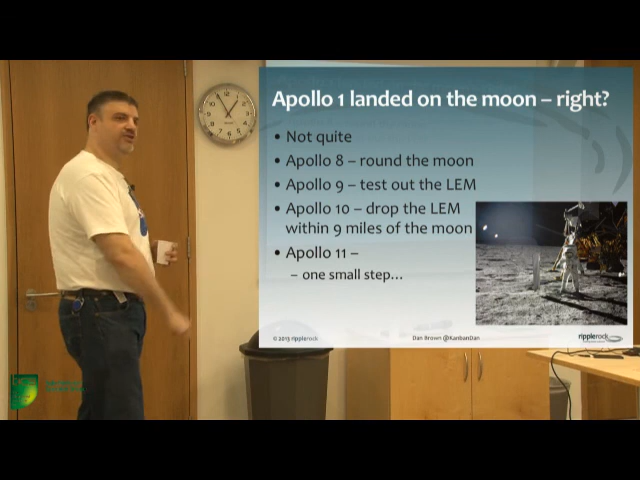 Apollo 1 landed on the moon – right?
• Not quite
• Apollo 8 – round the moon
• Apollo 9 – test out the LEM
• Apollo 10 – drop the LEM
within 9 miles of the moon
• Apollo 11 –
– one small step…
© 2013 ripplerock
Dan Brown @KanbanDan
ripplerock